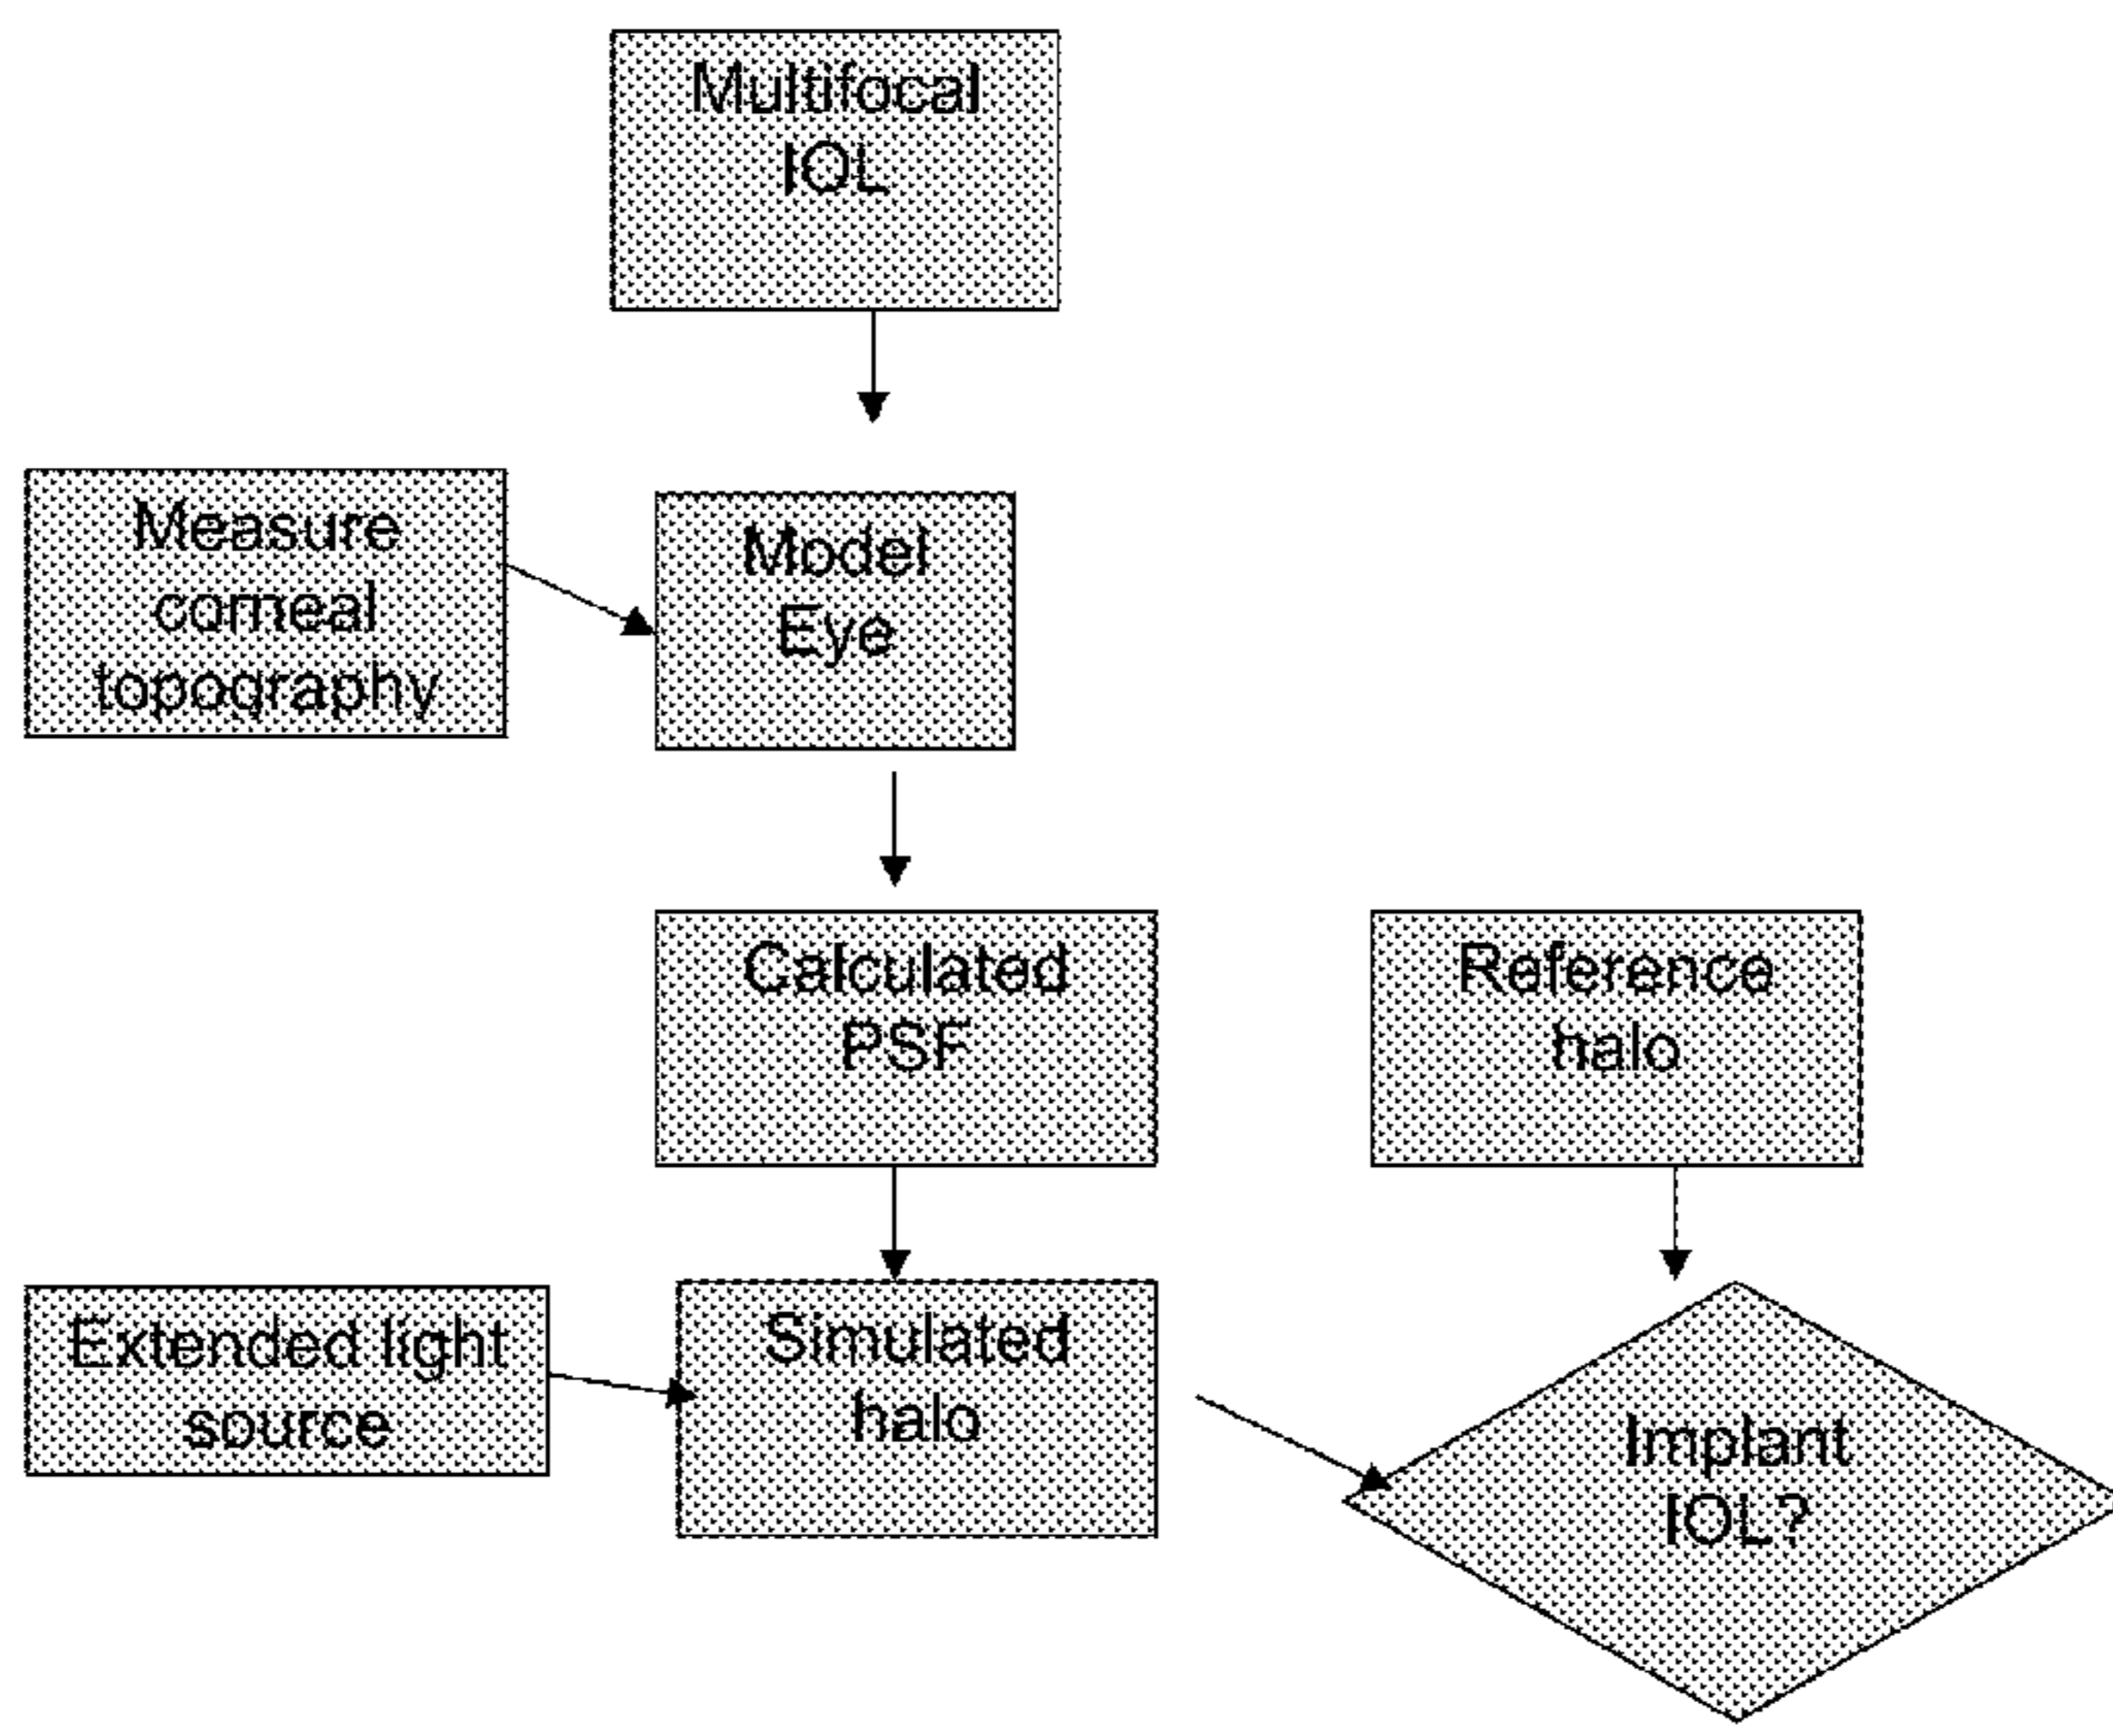 Multifocal
IOL
Measure
corneal
topography
Model
Eye
Calculated
PSF
Reference
halo
Extended light
source
Simulated
halo
Implant
IOL?